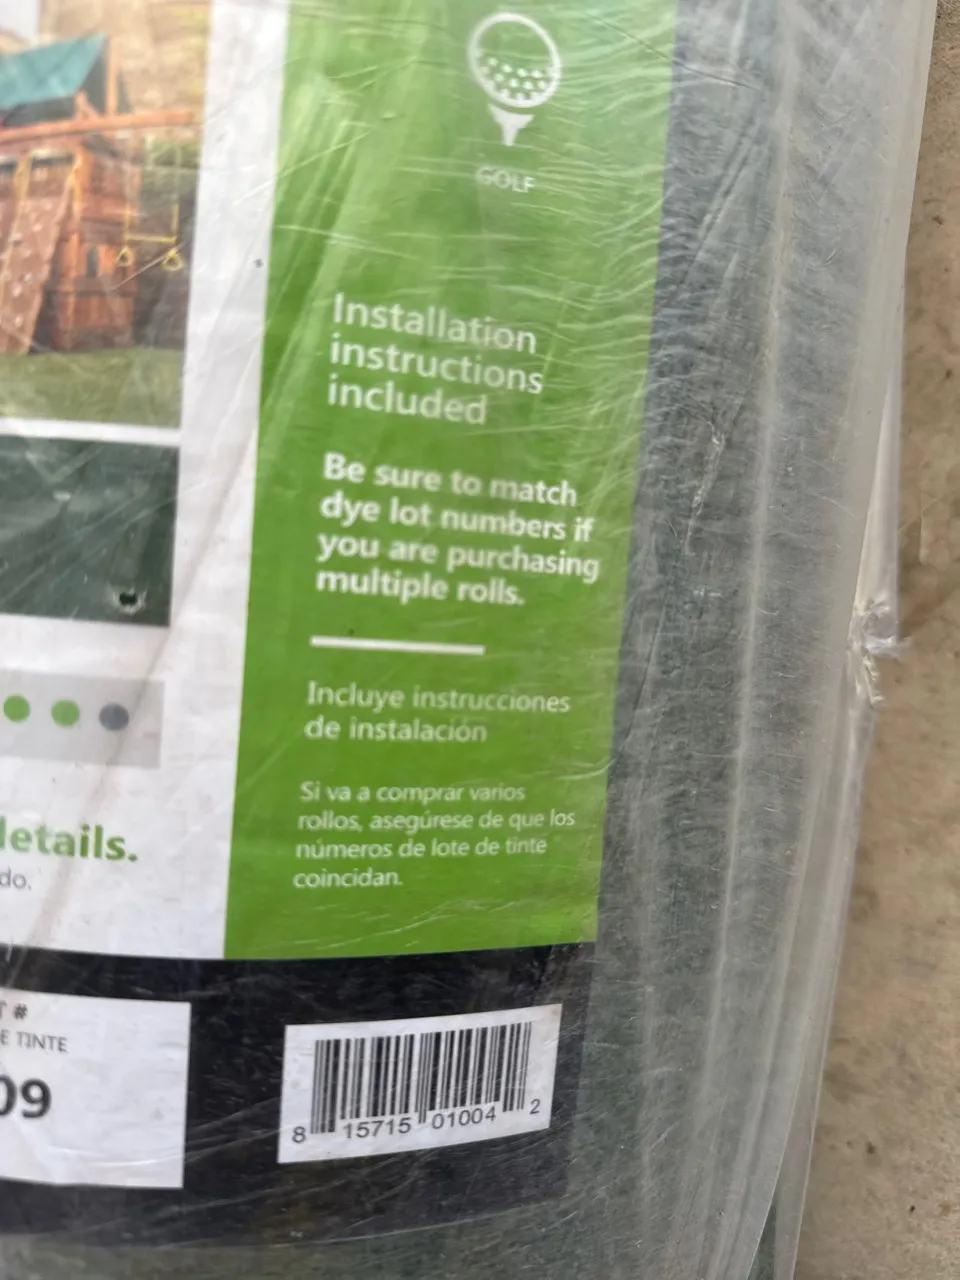 GOLF
Installation
instructions
included
Be sure to match
dye lot numbers if
you are purchasing
multiple rolls.
Incluye instrucciones
de instalación
Si va a comprar varios
rollos, asegúrese de que los
números de lote de tinte
coincidan.
details.
do.
T #
E TINTE
09
8 15715 01004 2